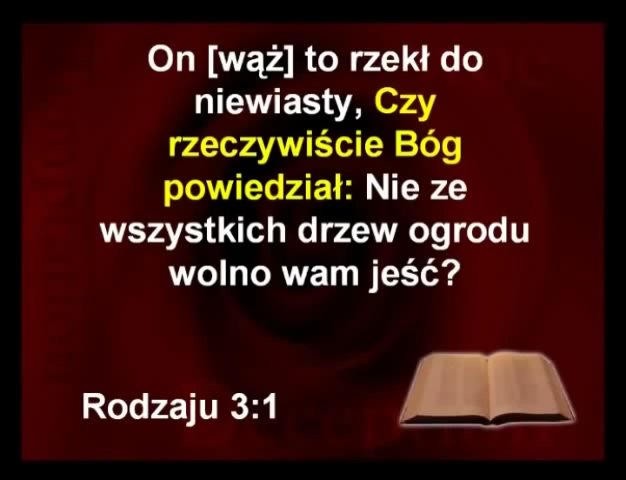 On [wąż] to rzekł do
niewiasty, Czy
rzeczywiście Bóg
powiedział: Nie ze
wszystkich drzew ogrodu
wolno wam jeść?
Rodzaju 3:1